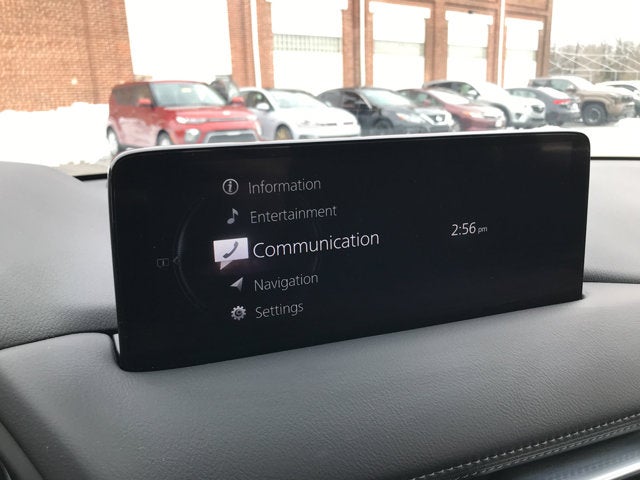 Information
Entertainment
Communication
2:56 pm
Navigation
Settings